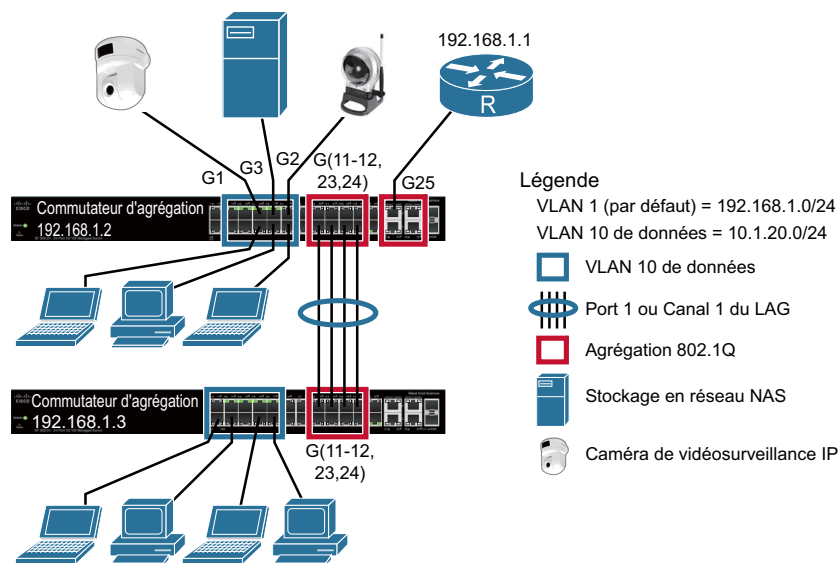 192.168.1.1
R
G1
G3
G2
G(11-12,
23,24)
G25
CISCO
Commutateur d'agrégation
192.168.1.2
Légende
VLAN 1 (par défaut) = 192.168.1.0/24
VLAN 10 de données = 10.1.20.0/24
VLAN 10 de données
Port 1 ou Canal 1 du LAG
Agrégation 802.1Q
Stockage en réseau NAS
Caméra de vidéosurveillance IP
CISCO
Commutateur d'agrégation
192.168.1.3
G(11-12,
23,24)